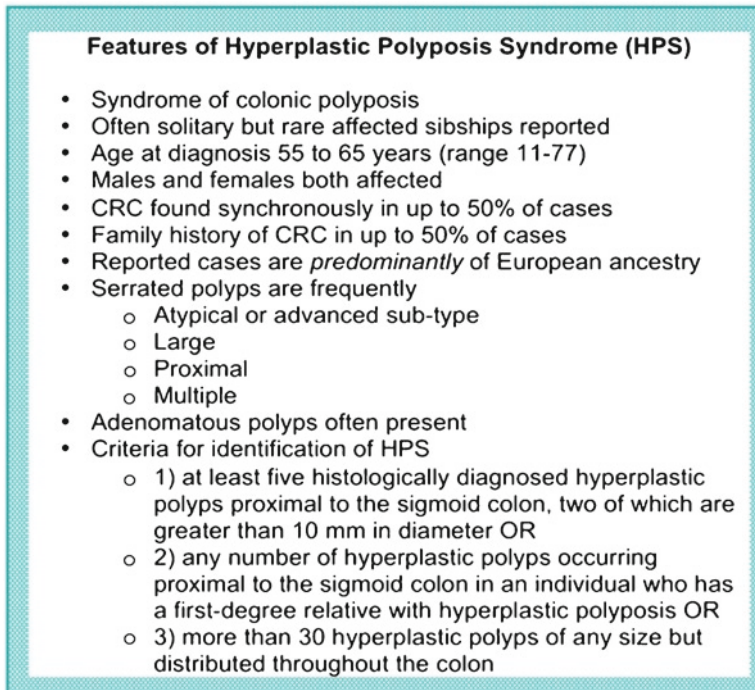 Features of Hyperplastic Polyposis Syndrome (HPS)
• Syndrome of colonic polyposis
• Often solitary but rare affected sibships reported
• Age at diagnosis 55 to 65 years (range 11-77)
• Males and females both affected
• CRC found synchronously in up to 50% of cases
• Family history of CRC in up to 50% of cases
• Reported cases are predominantly of European ancestry
• Serrated polyps are frequently
o Atypical or advanced sub-type
o Large
o Proximal
o Multiple
• Adenomatous polyps often present
• Criteria for identification of HPS
o 1) at least five histologically diagnosed hyperplastic
polyps proximal to the sigmoid colon, two of which are
greater than 10 mm in diameter OR
o 2) any number of hyperplastic polyps occurring
proximal to the sigmoid colon in an individual who has
a first-degree relative with hyperplastic polyposis OR
o 3) more than 30 hyperplastic polyps of any size but
distributed throughout the colon